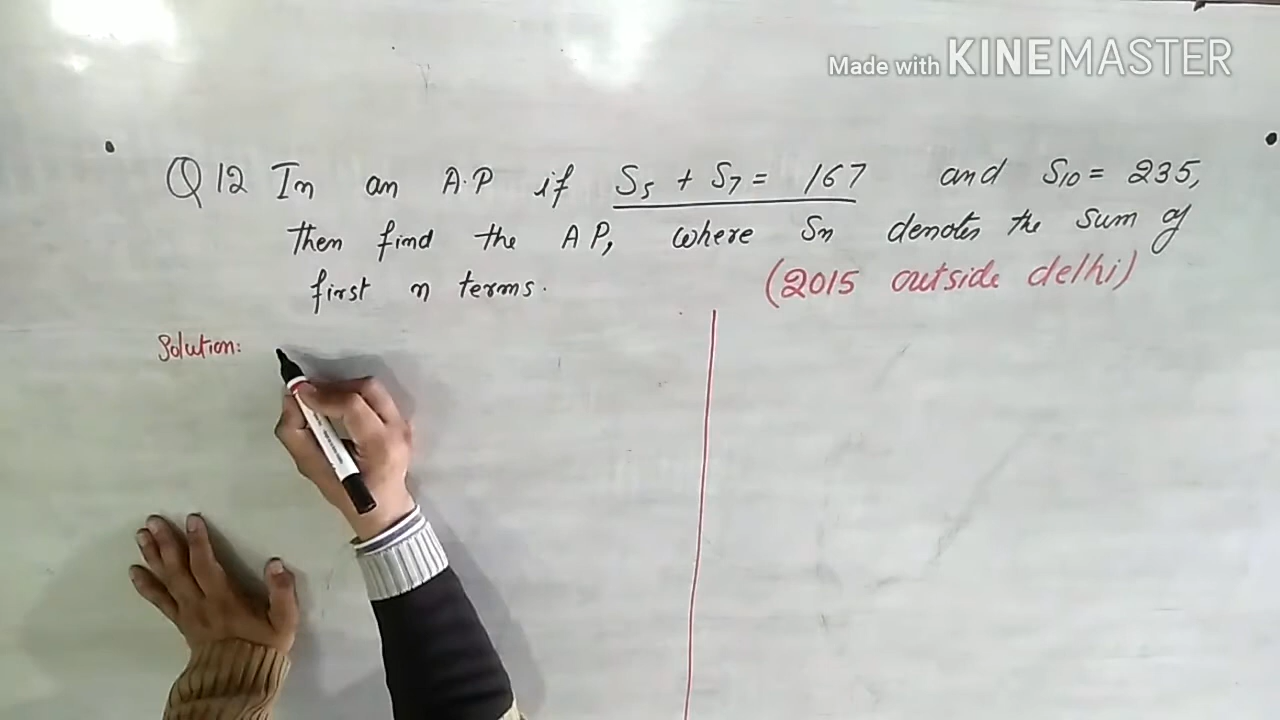 Made with KINEMASTER
Q12 In an A.P if S₅ + S₇ = 167 and S₁₀ = 235,
then find the A P, where Sn denotes the sum of
first n terms.
(2015 outside delhi)
Solution: